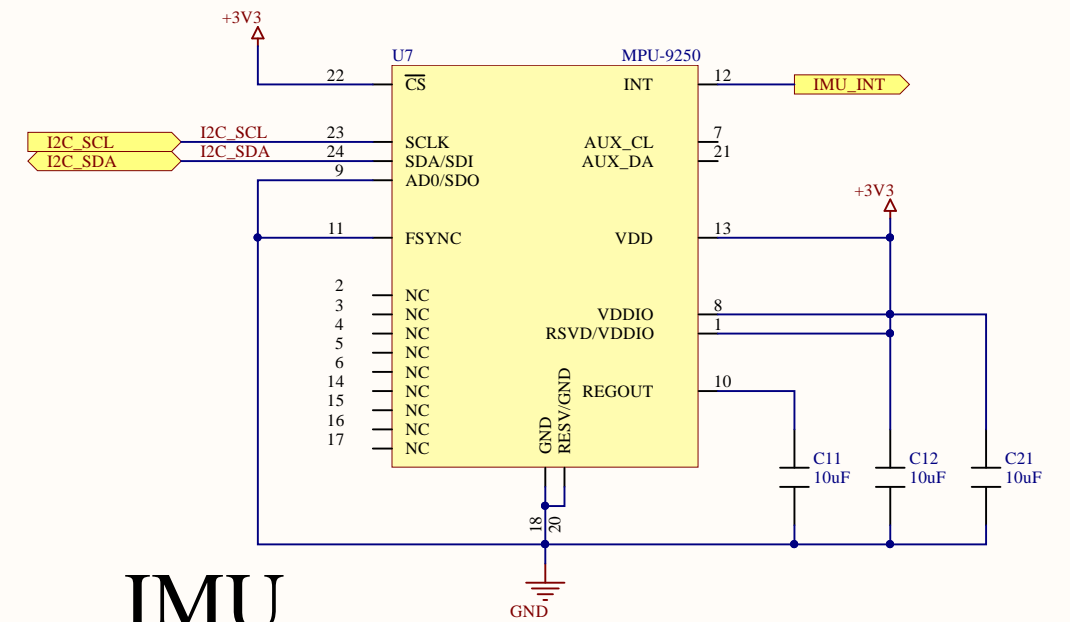 +3V3
U7 MPU-9250
22 CS INT 12 IMU_INT
I2C_SCL I2C_SCL 23 SCLK AUX_CL 7
I2C_SDA I2C_SDA 24 SDA/SDI AUX_DA 21
9 AD0/SDO
+3V3
11 FSYNC VDD 13
2 NC
3 NC VDDIO 8
4 NC RSVD/VDDIO 1
5 NC
6 NC
14 NC REGOUT 10
15 NC
16 NC
17 NC
GND
RESV/GND
C11
10uF
C12
10uF
C21
10uF
18
20
GND
IMU